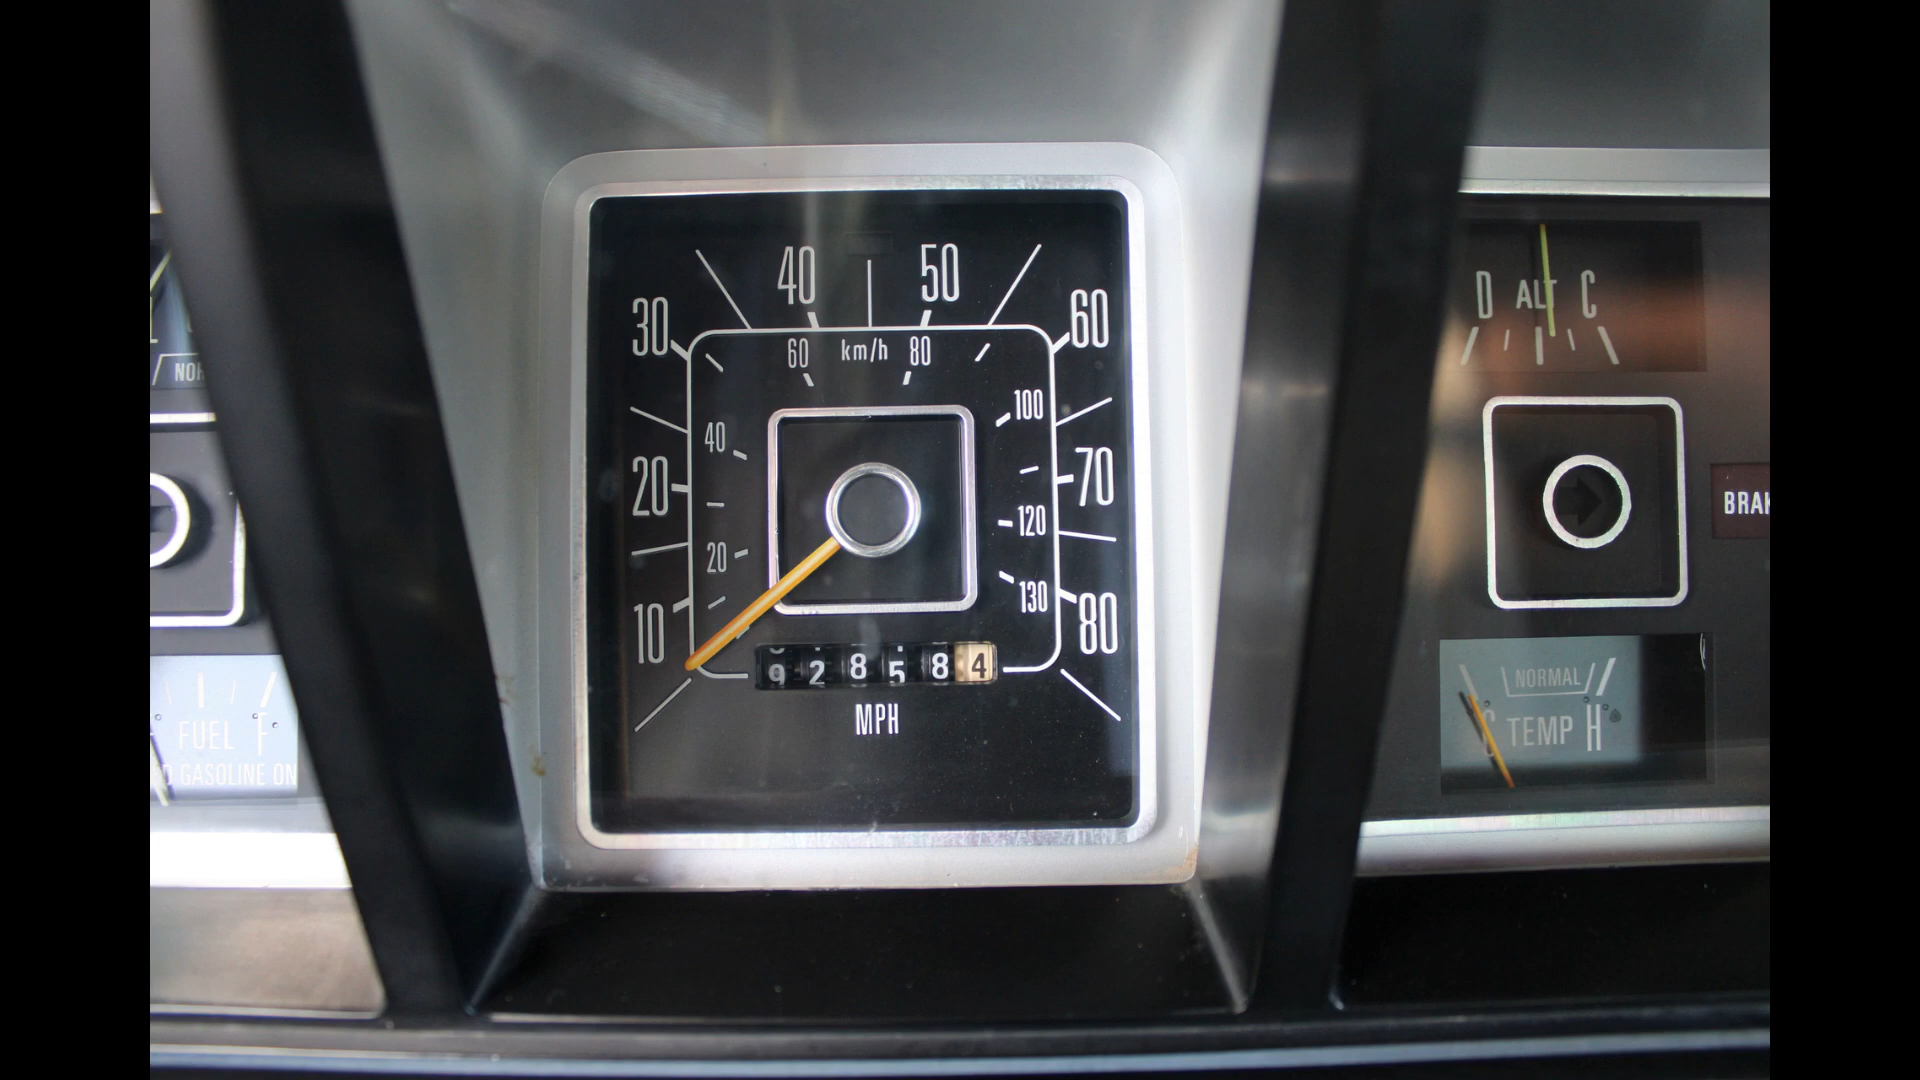 40 50
30 60
60 km/h 80
100
40
20 70
120
20
130
10 80
9 2 8 5 8 4
MPH
NOR
FUEL F
D GASOLINE ON
D ALT C
BRAK
NORMAL
C TEMP H